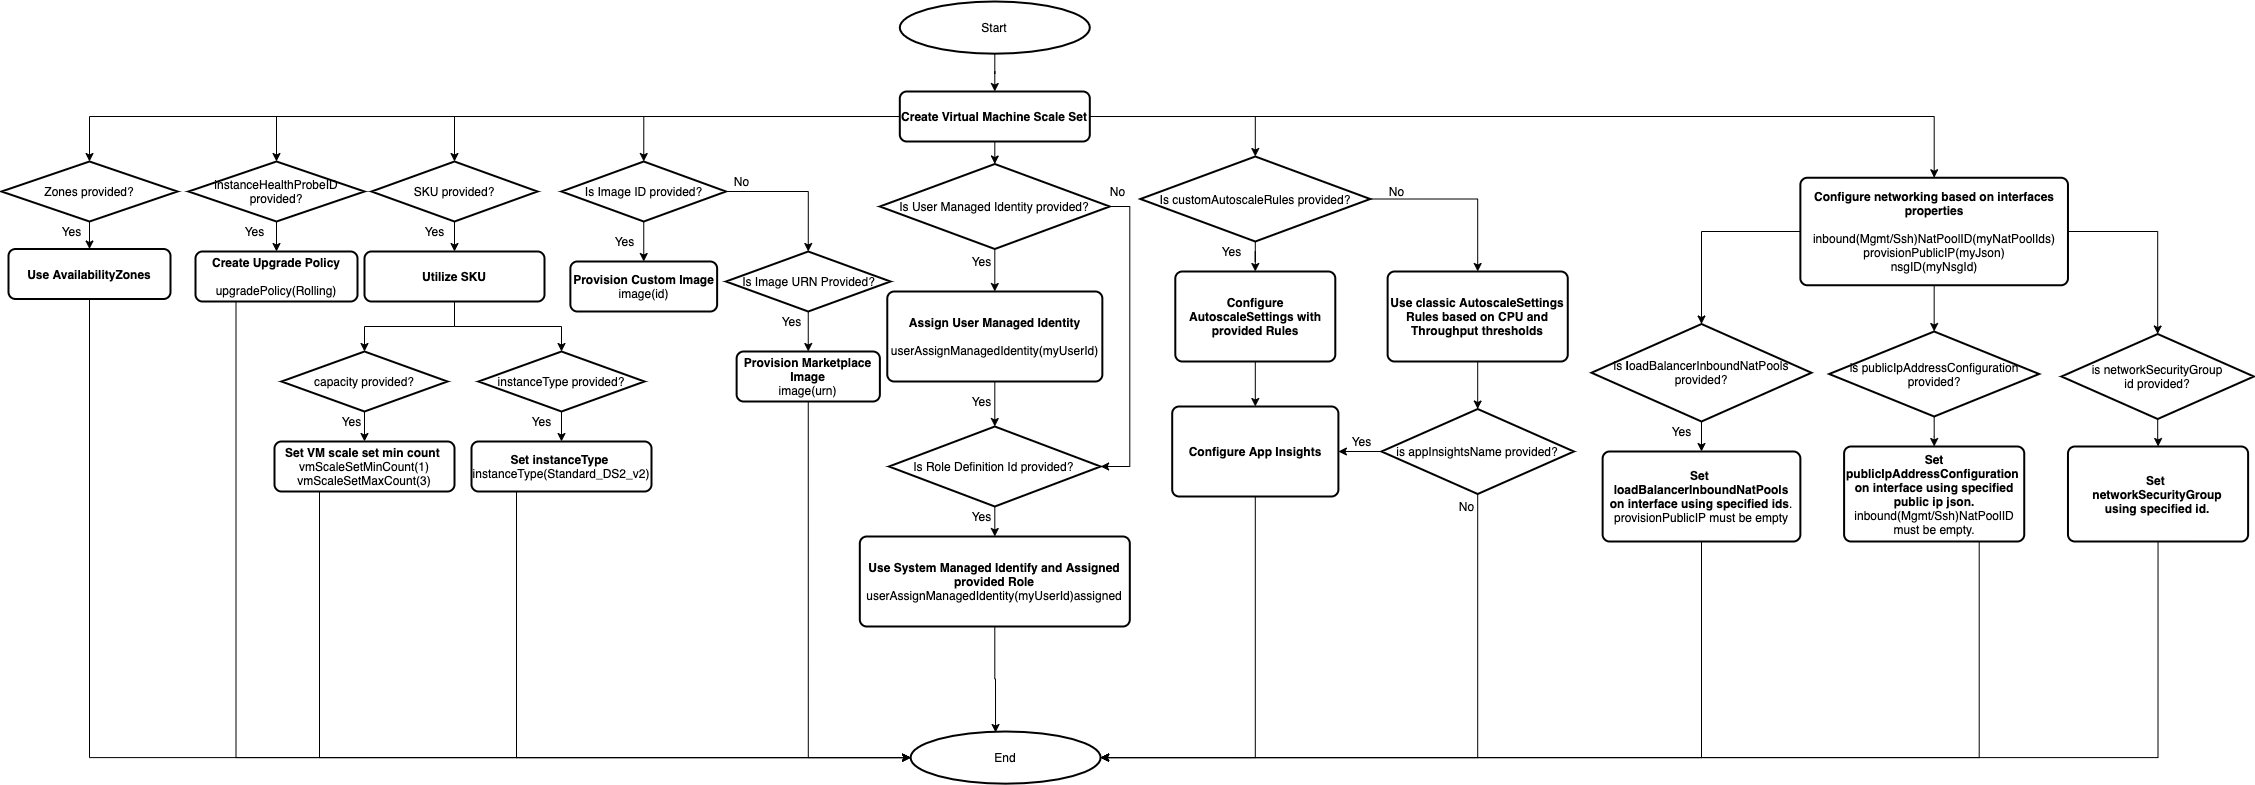 Start
Create Virtual Machine Scale Set
Zones provided?
Yes
Use AvailabilityZones
instanceHealthProbeID
provided?
Yes
Create Upgrade Policy
upgradePolicy(Rolling)
SKU provided?
Yes
Utilize SKU
capacity provided?
Yes
Set VM scale set min count
vmScaleSetMinCount(1)
vmScaleSetMaxCount(3)
instanceType provided?
Yes
Set instanceType
instanceType(Standard_DS2_v2)
Is Image ID provided?
No
Yes
Provision Custom Image
image(id)
Is Image URN Provided?
Yes
Provision Marketplace
Image
image(urn)
Is User Managed Identity provided?
No
Yes
Assign User Managed Identity
userAssignManagedIdentity(myUserId)
Yes
Is Role Definition Id provided?
Yes
Use System Managed Identify and Assigned
provided Role
userAssignManagedIdentity(myUserId)assigned
Is customAutoscaleRules provided?
No
Yes
Configure
AutoscaleSettings with
provided Rules
Use classic AutoscaleSettings
Rules based on CPU and
Throughput thresholds
Configure App Insights
Yes
is appInsightsName provided?
No
Configure networking based on interfaces
properties
inbound(Mgmt/Ssh)NatPoolID(myNatPoolIds)
provisionPublicIP(myJson)
nsgID(myNsgId)
is loadBalancerInboundNatPools
provided?
Yes
Set
loadBalancerInboundNatPools
on interface using specified ids.
provisionPublicIP must be empty
is publicIpAddressConfiguration
provided?
Set
publicIpAddressConfiguration
on interface using specified
public ip json.
inbound(Mgmt/Ssh)NatPoolID
must be empty.
is networkSecurityGroup
id provided?
Set
networkSecurityGroup
using specified id.
End